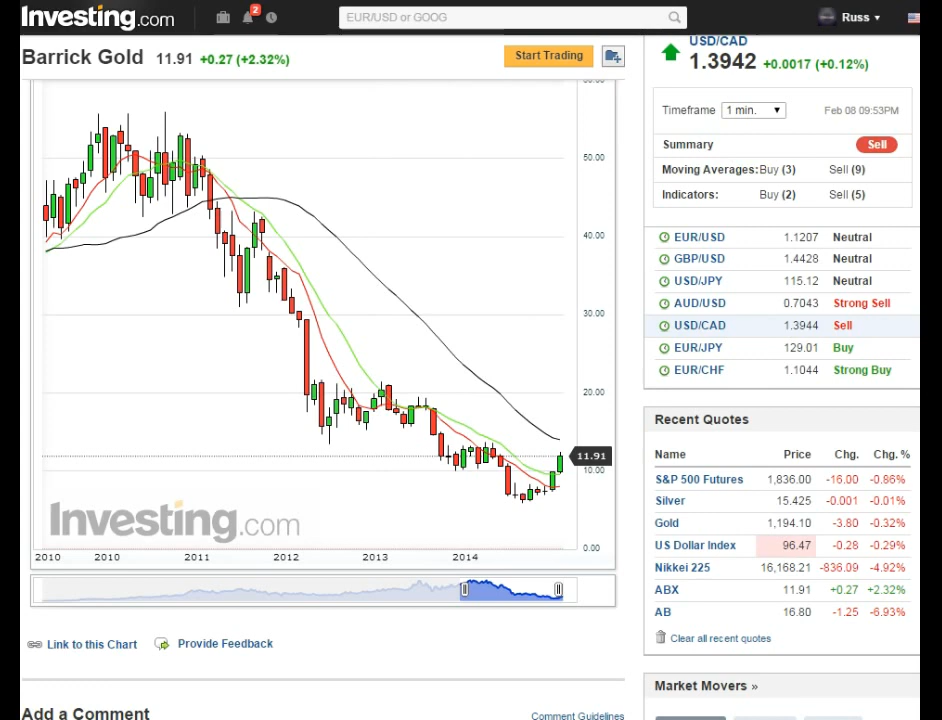 Investing.com
2
EUR/USD or GOOG
Russ
Barrick Gold 11.91 +0.27 (+2.32%)
Start Trading
50.00
40.00
30.00
20.00
11.91
10.00
0.00
Investing.com
2010 2010 2011 2012 2013 2014
Link to this Chart
Provide Feedback
Add a Comment
Comment Guidelines
USD/CAD
1.3942 +0.0017 (+0.12%)
Timeframe 1 min. Feb 08 09:53PM
Summary Sell
Moving Averages: Buy (3) Sell (9)
Indicators: Buy (2) Sell (5)
EUR/USD 1.1207 Neutral
GBP/USD 1.4428 Neutral
USD/JPY 115.12 Neutral
AUD/USD 0.7043 Strong Sell
USD/CAD 1.3944 Sell
EUR/JPY 129.01 Buy
EUR/CHF 1.1044 Strong Buy
Recent Quotes
Name Price Chg. Chg. %
S&P 500 Futures 1,836.00 -16.00 -0.86%
Silver 15.425 -0.001 -0.01%
Gold 1,194.10 -3.80 -0.32%
US Dollar Index 96.47 -0.28 -0.29%
Nikkei 225 16,168.21 -836.09 -4.92%
ABX 11.91 +0.27 +2.32%
AB 16.80 -1.25 -6.93%
Clear all recent quotes
Market Movers »